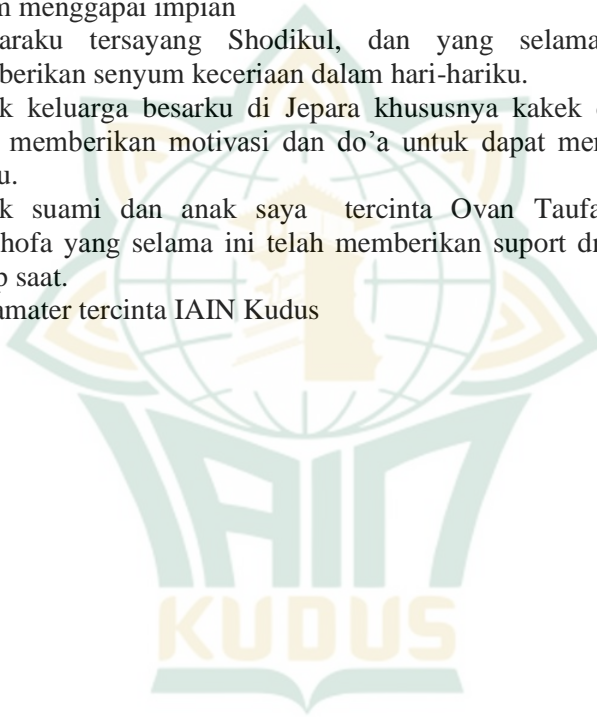 m menggapai impian
araku tersayang Shodikul, dan yang selama
berikan senyum keceriaan dalam hari-hariku.
k keluarga besarku di Jepara khususnya kakek
memberikan motivasi dan do’a untuk dapat mer
u.
k suami dan anak saya tercinta Ovan Taufa
hofa yang selama ini telah memberikan suport dr
p saat.
amater tercinta IAIN Kudus
IAIN
KUDUS